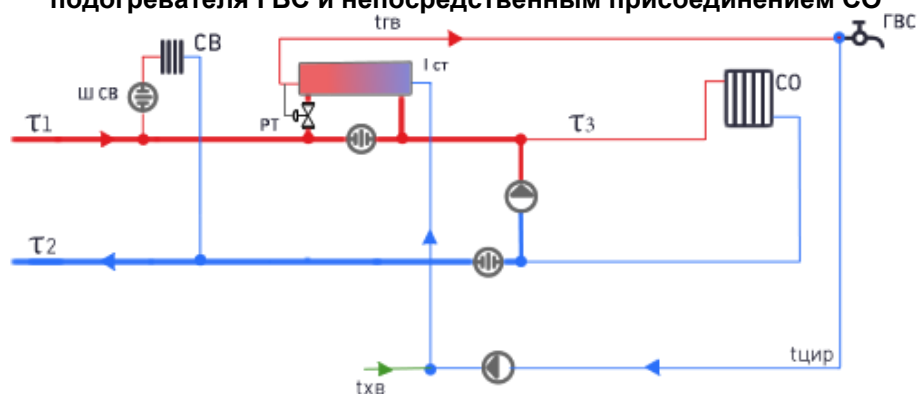 подогревателя ГВС и непосредственным присоединением СО
tгв
ГВС
СВ
I ст
Ш СВ
СО
РТ
τ1
τ3
τ2
tцир
tхв